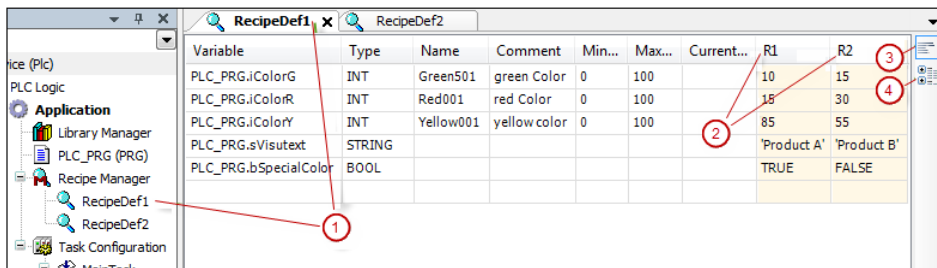 RecipeDef1 x RecipeDef2
vice (Plc)
PLC Logic
Application
Library Manager
PLC_PRG (PRG)
Recipe Manager
RecipeDef1
RecipeDef2
Task Configuration
MainTask
Variable Type Name Comment Min... Max... Current... R1 R2
PLC_PRG.iColorG INT Green501 green Color 0 100 10 15
PLC_PRG.iColorR INT Red001 red Color 0 100 15 30
PLC_PRG.iColorY INT Yellow001 yellow color 0 100 85 55
PLC_PRG.sVisutext STRING 'Product A' 'Product B'
PLC_PRG.bSpecialColor BOOL TRUE FALSE
1
2
3
4